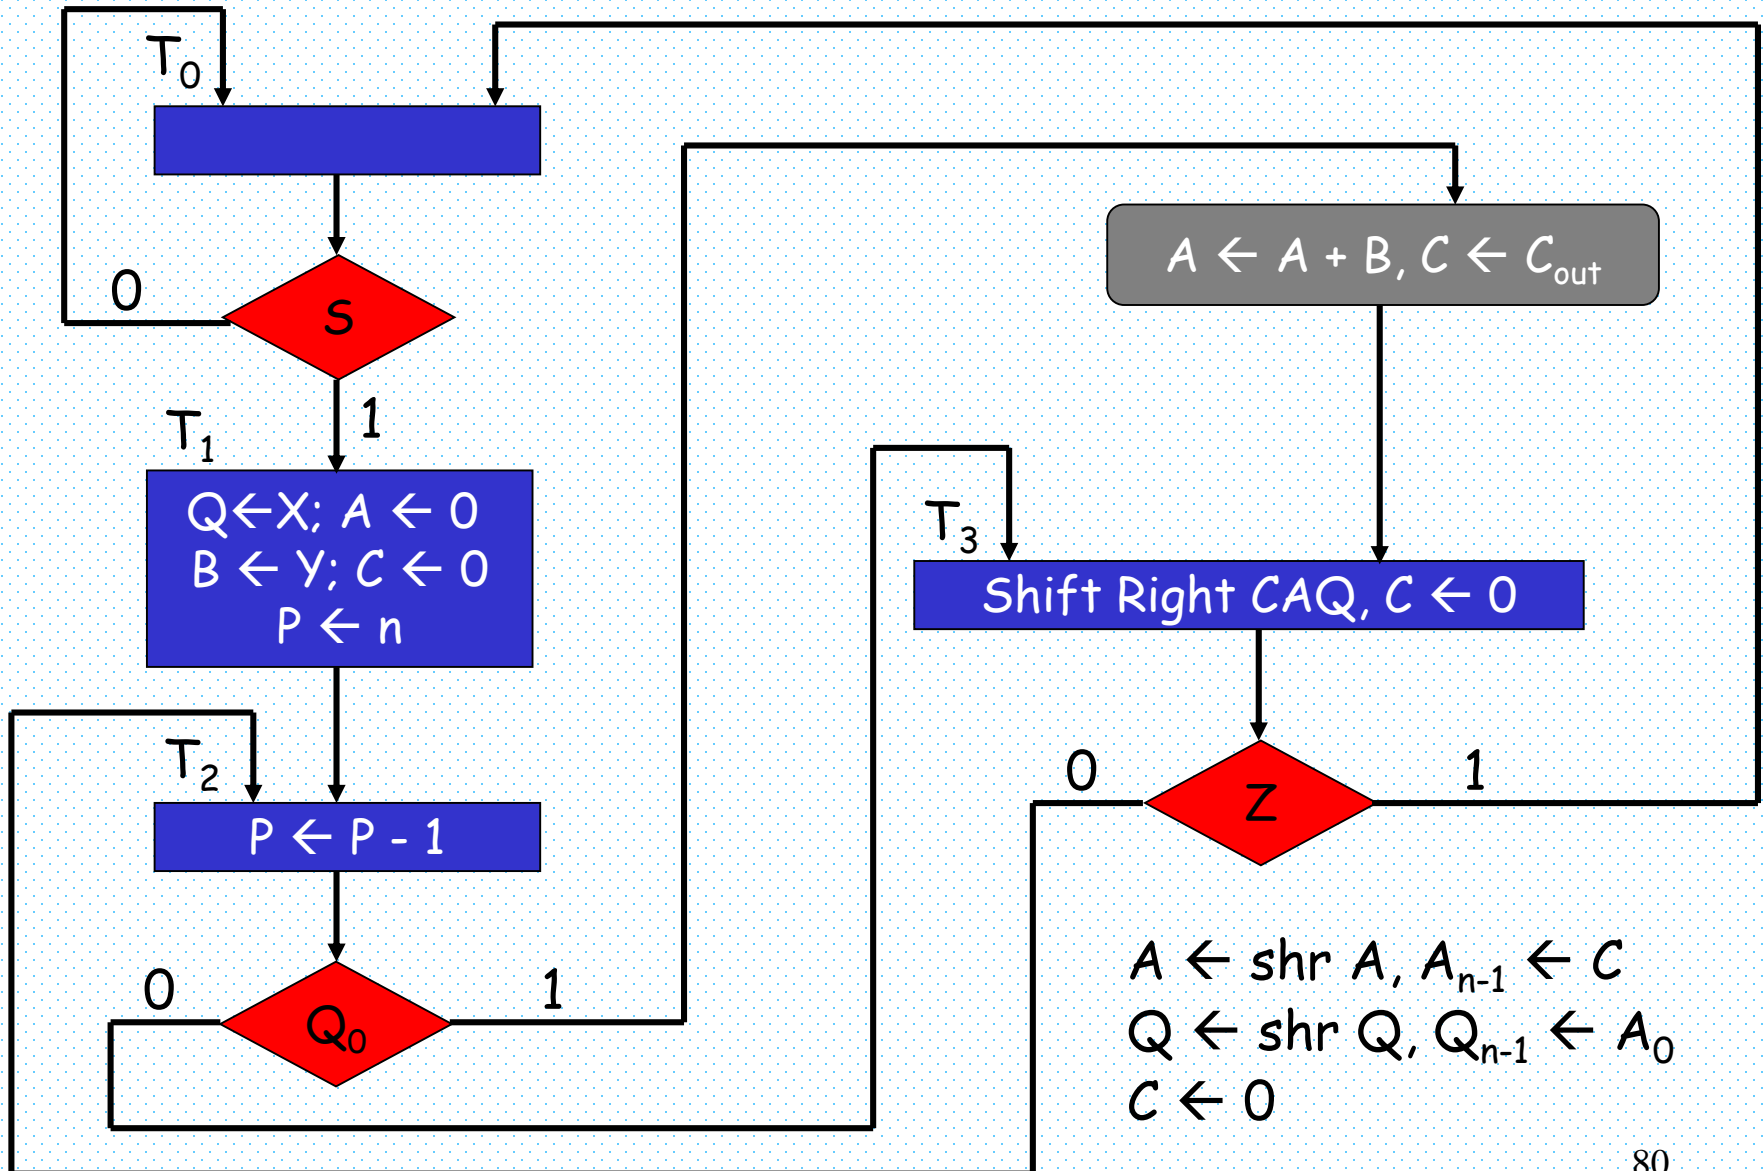 T₀
S
0
1
T₁
Q←X; A ← 0
B ← Y; C ← 0
P ← n
T₂
P ← P - 1
Q₀
0
1
A ← A + B, C ← Cₒᵤₜ
T₃
Shift Right CAQ, C ← 0
Z
0
1
A ← shr A, Aₙ₋₁ ← C
Q ← shr Q, Qₙ₋₁ ← A₀
C ← 0
80